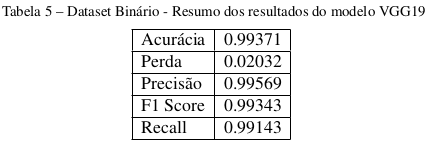 Tabela 5 – Dataset Binário - Resumo dos resultados do modelo VGG19
Acurácia 0.99371
Perda 0.02032
Precisão 0.99569
F1 Score 0.99343
Recall 0.99143